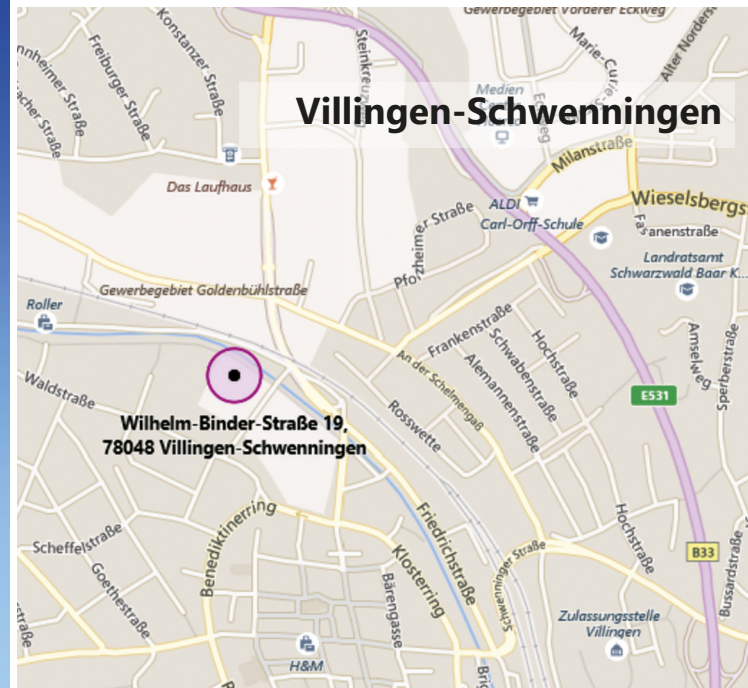 Gewerbegebiet Vorderer Eckweg
Konstanzer-Straße
Freiburger-Straße
Marie-Curie-S
Alter Norders
Steinkreuz
Medien
Villingen-Schwenningen
Milanstraße
Das Laufhaus
ALDI
Carl-Orff-Schule
Wieselsbergs
Pforzheimer Straße
Fasanenstraße
Landratsamt
Schwarzwald Baar K...
Gewerbegebiet Goldenbühlstraße
Roller
Frankenstraße
Hochstraße
Schwabenstraße
Alemannenstraße
Amselweg
Sperberstraße
An der Schelmengaß
Waldstraße
Rosswette
E531
Wilhelm-Binder-Straße 19,
78048 Villingen-Schwenningen
Benediktinerring
Friedrichstraße
Hochstraße
B33
Scheffelstraße
Goethestraße
Klosterring
Schwenninger Straße
Bussardstraße
Bärengasse
Zulassungsstelle
Villingen
H&M